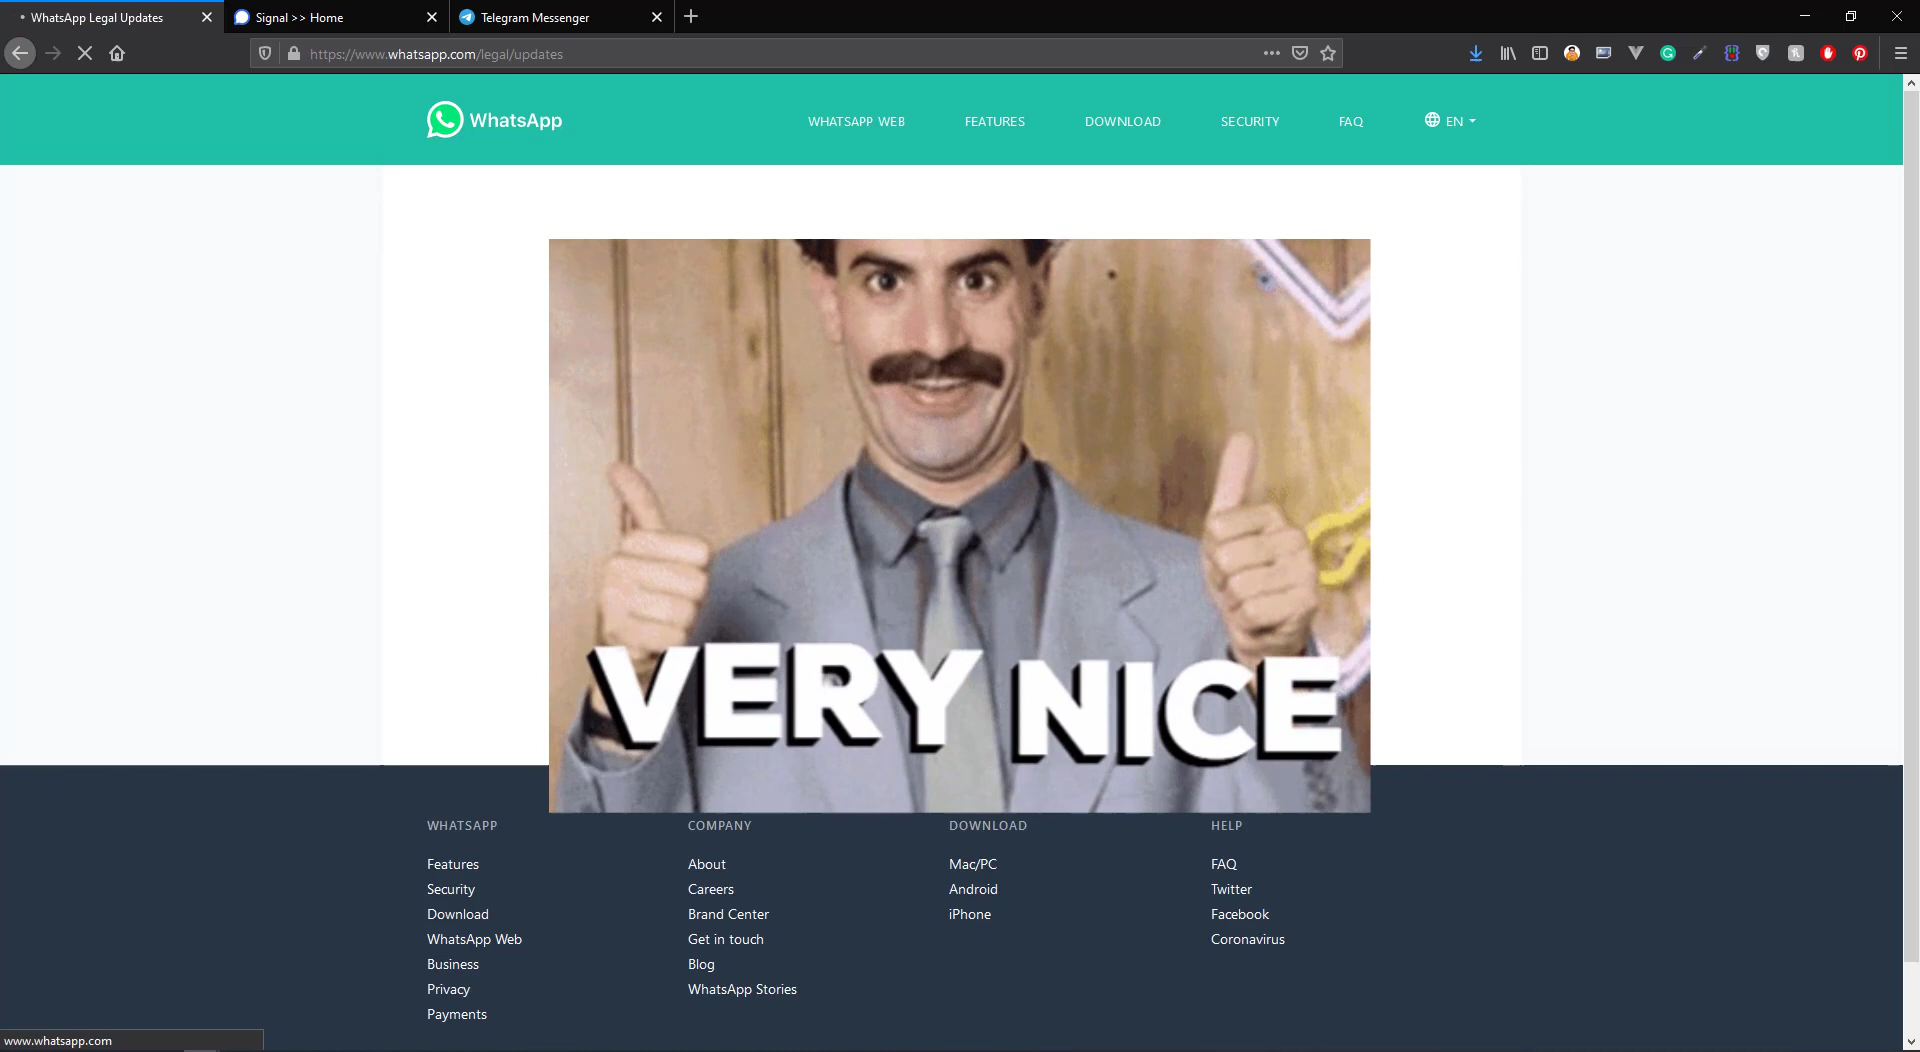 WhatsApp Legal Updates
Signal >> Home
Telegram Messenger
https://www.whatsapp.com/legal/updates
WhatsApp
WHATSAPP WEB
FEATURES
DOWNLOAD
SECURITY
FAQ
EN
VERY NICE
WHATSAPP
Features
Security
Download
WhatsApp Web
Business
Privacy
Payments
COMPANY
About
Careers
Brand Center
Get in touch
Blog
WhatsApp Stories
DOWNLOAD
Mac/PC
Android
iPhone
HELP
FAQ
Twitter
Facebook
Coronavirus
www.whatsapp.com